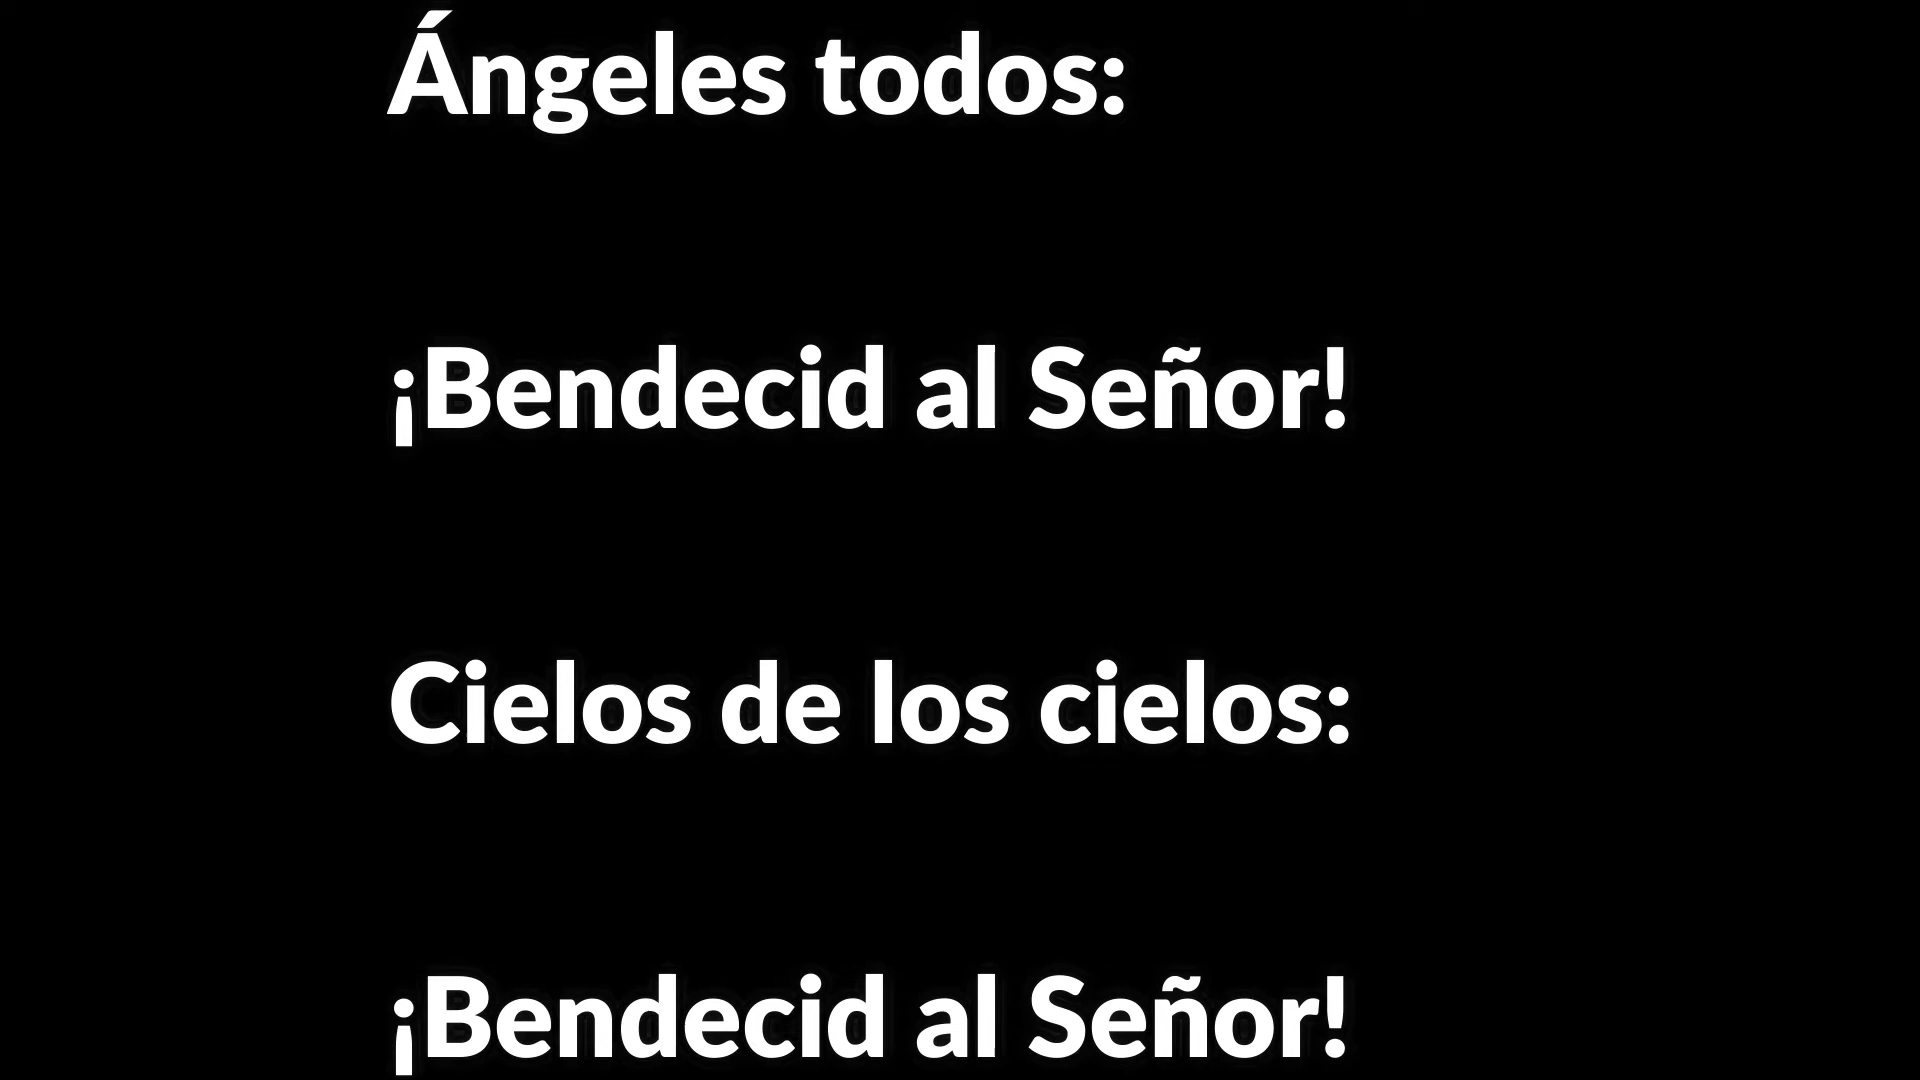 Ángeles todos:
¡Bendecid al Señor!
Cielos de los cielos:
¡Bendecid al Señor!